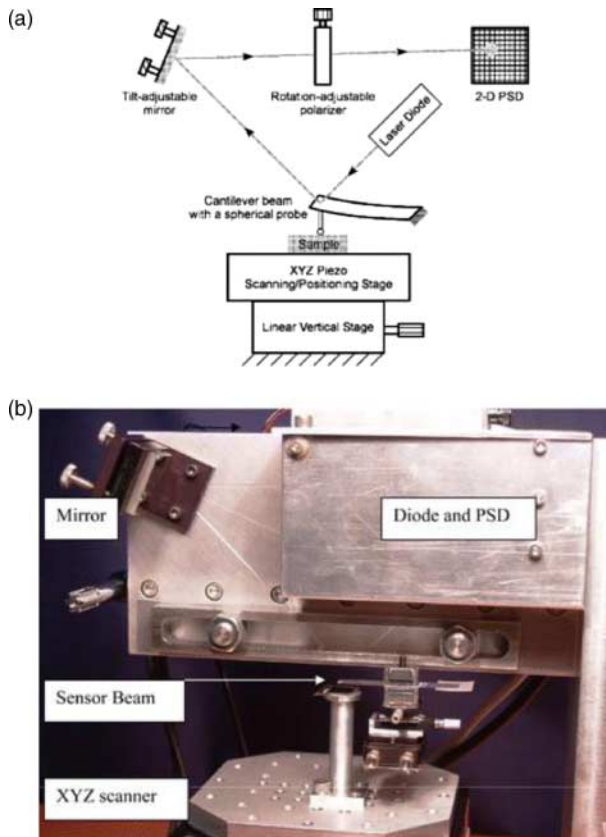 (a)
Tilt-adjustable
mirror
Rotation-adjustable
polarizer
2-D PSD
Laser Diode
Cantilever beam
with a spherical probe
Sample
XYZ Piezo
Scanning/Positioning Stage
Linear Vertical Stage
(b)
Mirror
Diode and PSD
Sensor Beam
XYZ scanner